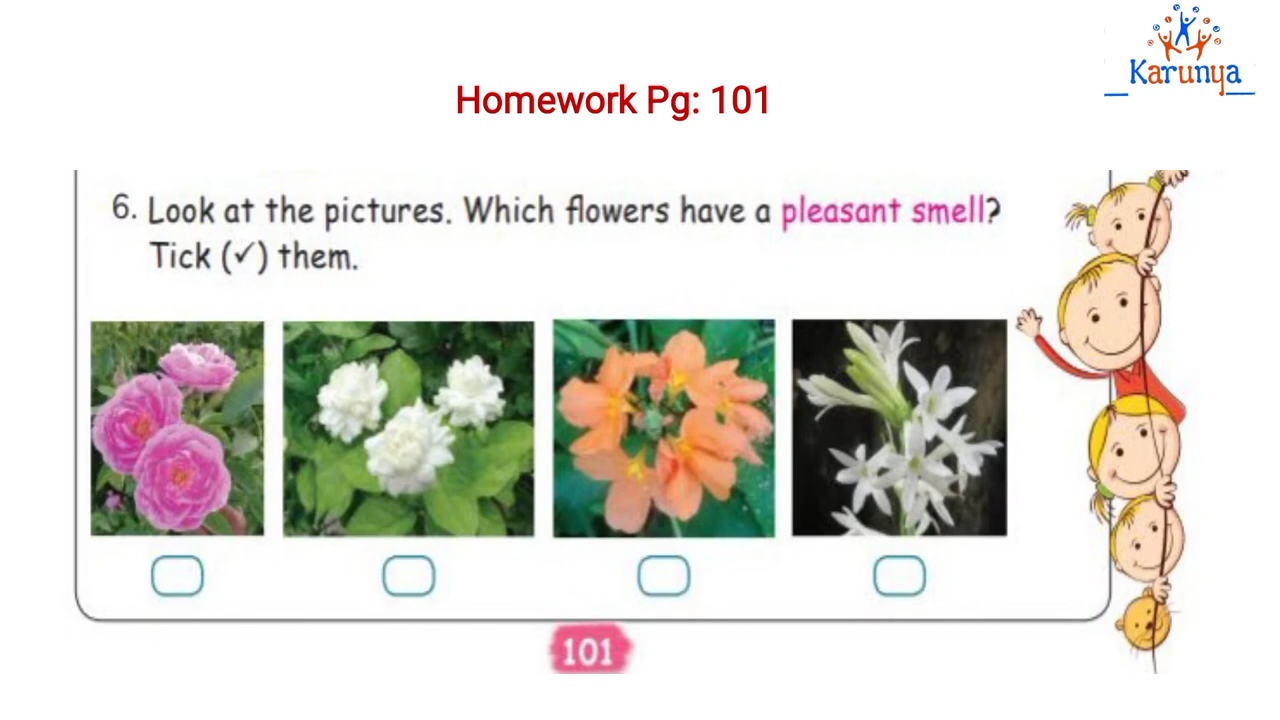 Karunya
Homework Pg: 101
6. Look at the pictures. Which flowers have a pleasant smell?
Tick (✓) them.
101